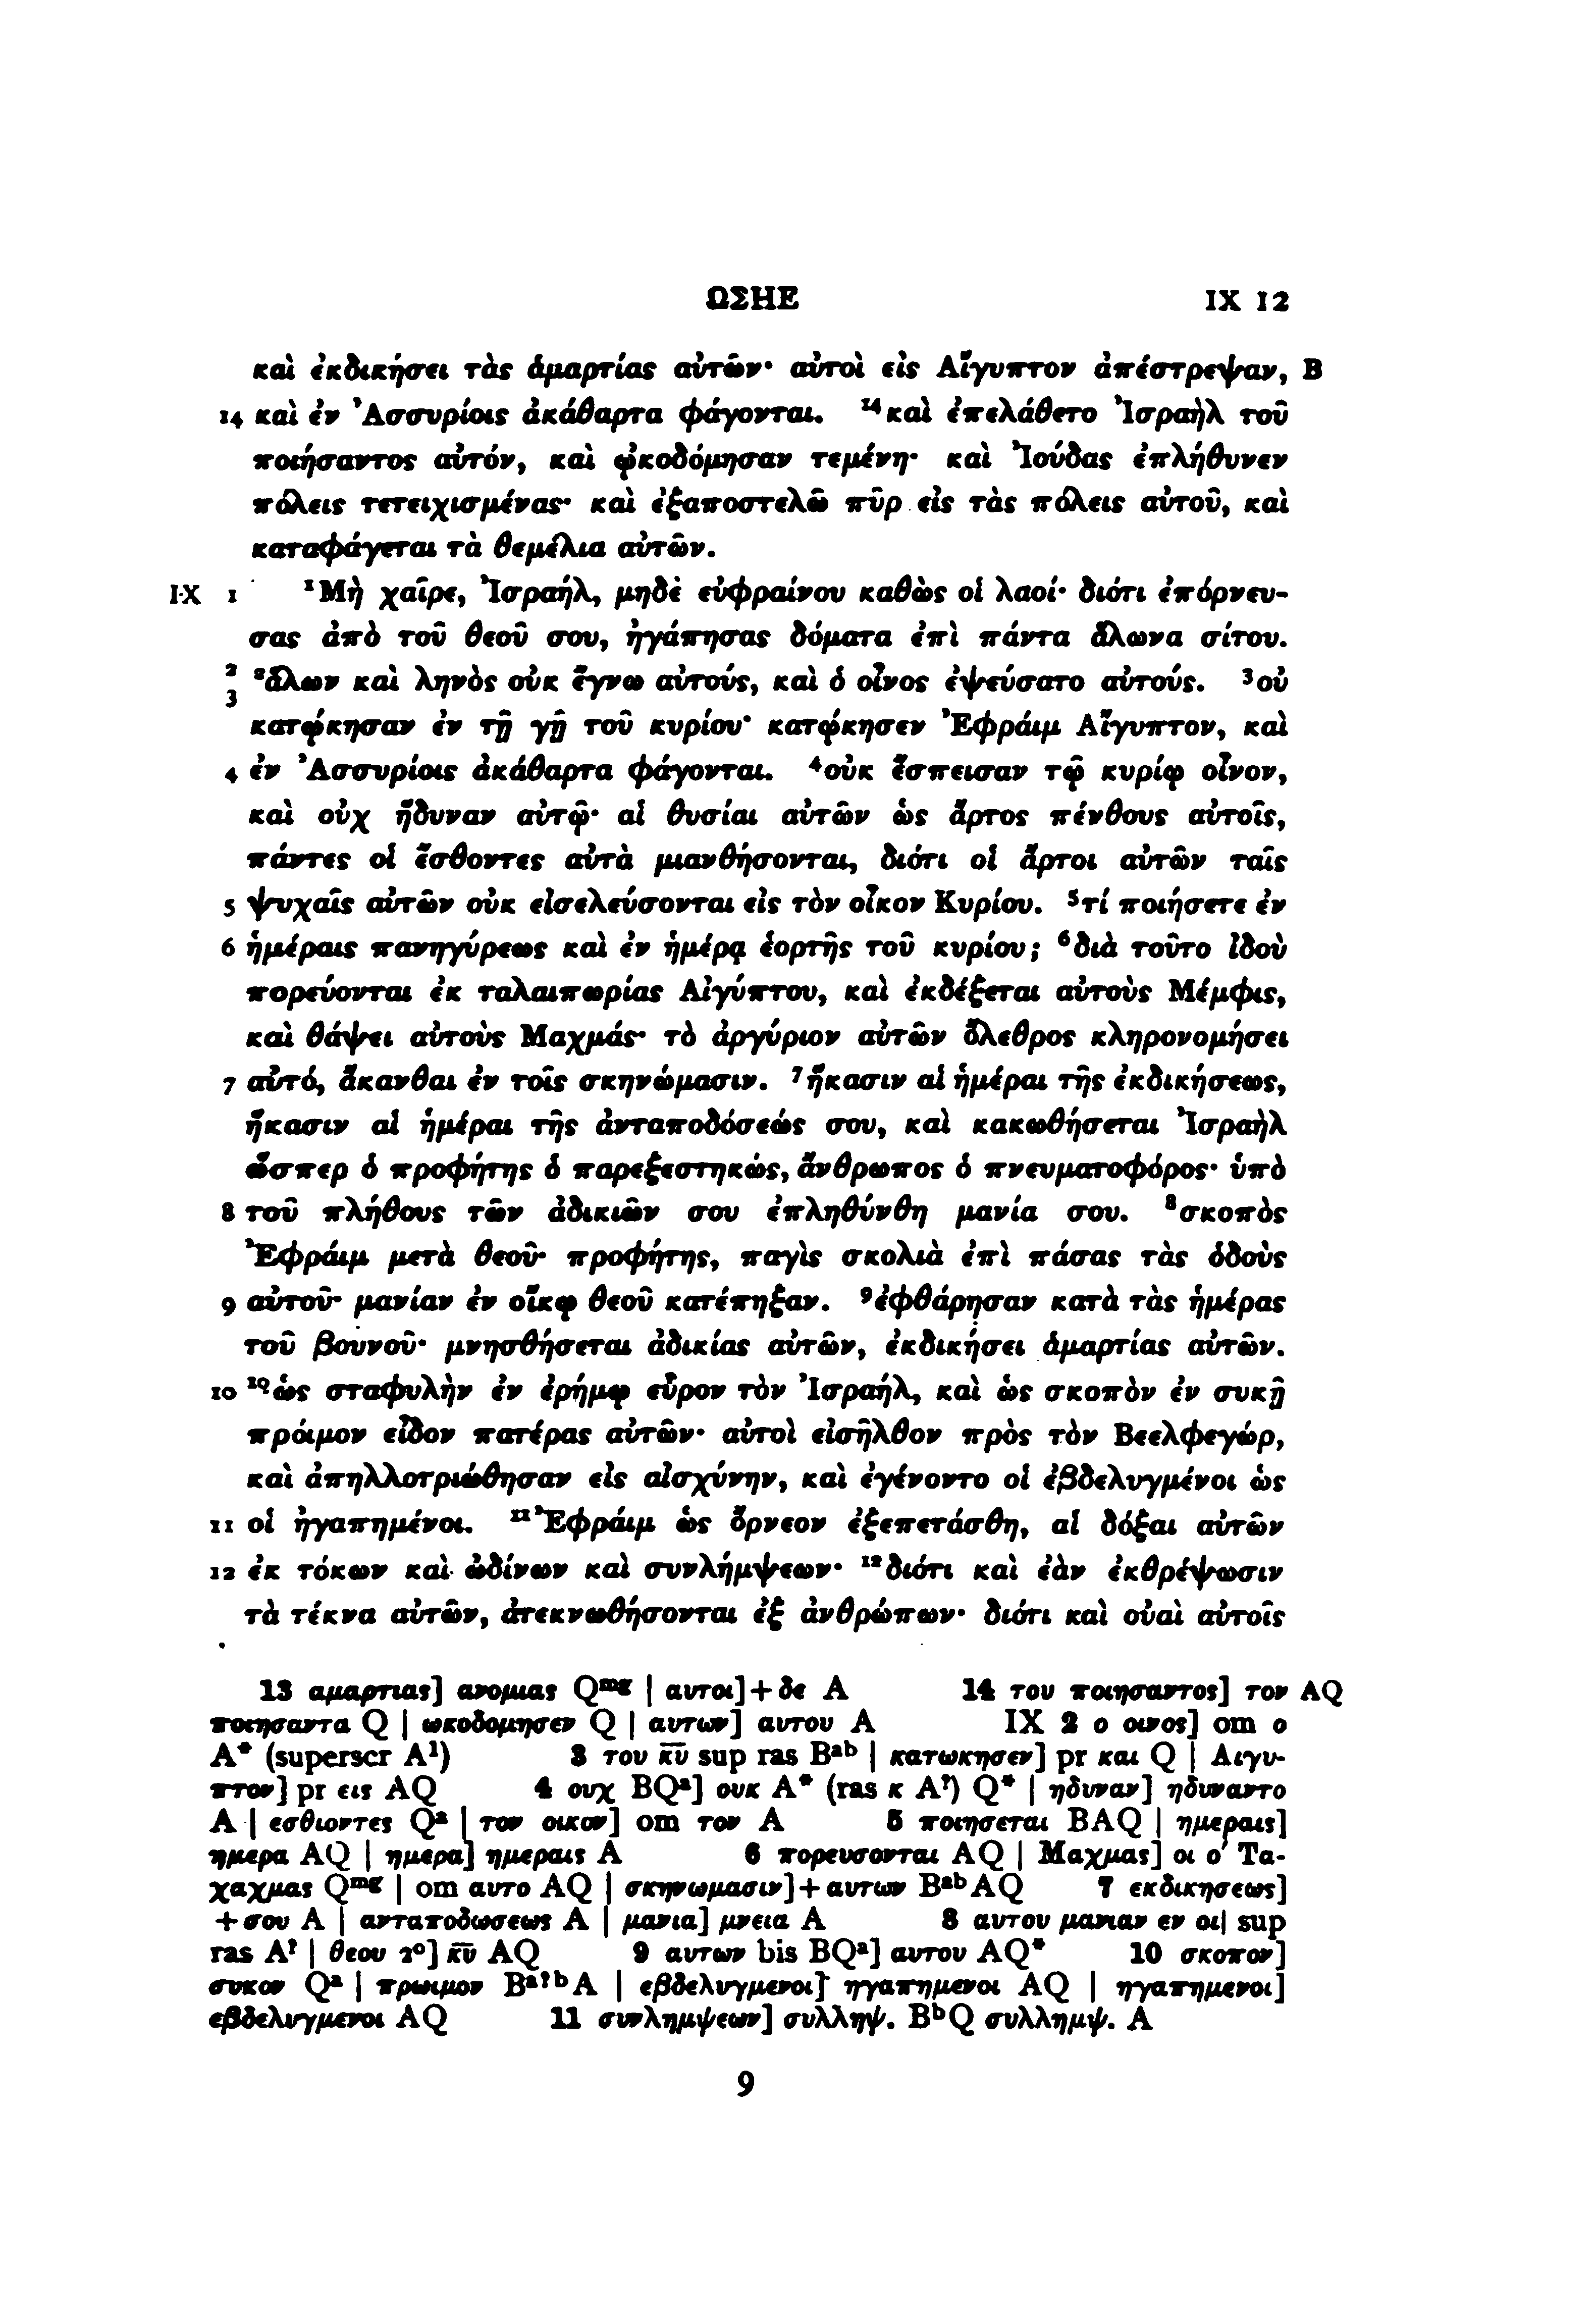 ΩΣΗΕ IX 12
καὶ ἐκδικήσει τὰς ἁμαρτίας αὐτῶν· αὐτοὶ εἰς Αἴγυπτον ἀπέστρεψαν, B
14 καὶ ἐν Ἀσσυρίοις ἀκάθαρτα φάγονται. ¹⁴καὶ ἐπελάθετο Ἰσραὴλ τοῦ
ποιήσαντος αὐτόν, καὶ ᾠκοδόμησαν τεμένη· καὶ Ἰούδας ἐπλήθυνεν
πόλεις τετειχισμένας· καὶ ἐξαποστελῶ πῦρ εἰς τὰς πόλεις αὐτοῦ, καὶ
καταφάγεται τὰ θεμέλια αὐτῶν.
IX 1 ¹Μὴ χαῖρε, Ἰσραήλ, μηδὲ εὐφραίνου καθὼς οἱ λαοί· διότι ἐπόρνευ-
σας ἀπὸ τοῦ θεοῦ σου, ἠγάπησας δόματα ἐπὶ πάντα ἅλωνα σίτου.
2 3 ²ἅλων καὶ ληνὸς οὐκ ἔγνω αὐτούς, καὶ ὁ οἶνος ἐψεύσατο αὐτούς. ³οὐ
κατῴκησαν ἐν τῇ γῇ τοῦ κυρίου· κατῴκησεν Ἐφράιμ Αἴγυπτον, καὶ
4 ἐν Ἀσσυρίοις ἀκάθαρτα φάγονται. ⁴οὐκ ἔσπεισαν τῷ κυρίῳ οἶνον,
καὶ οὐχ ἥδυναν αὐτῷ· αἱ θυσίαι αὐτῶν ὡς ἄρτος πένθους αὐτοῖς,
πάντες οἱ ἔσθοντες αὐτὰ μιανθήσονται, διότι οἱ ἄρτοι αὐτῶν ταῖς
5 ψυχαῖς αὐτῶν οὐκ εἰσελεύσονται εἰς τὸν οἶκον Κυρίου. ⁵τί ποιήσετε ἐν
6 ἡμέραις πανηγύρεως καὶ ἐν ἡμέρᾳ ἑορτῆς τοῦ κυρίου; ⁶διὰ τοῦτο ἰδοὺ
πορεύονται ἐκ ταλαιπωρίας Αἰγύπτου, καὶ ἐκδέξεται αὐτοὺς Μέμφις,
καὶ θάψει αὐτοὺς Μαχμάς· τὸ ἀργύριον αὐτῶν ὄλεθρος κληρονομήσει
7 αὐτό, ἄκανθαι ἐν τοῖς σκηνώμασιν. ⁷ἥκασιν αἱ ἡμέραι τῆς ἐκδικήσεως,
ἥκασιν αἱ ἡμέραι τῆς ἀνταποδόσεώς σου, καὶ κακωθήσεται Ἰσραὴλ
ὥσπερ ὁ προφήτης ὁ παρεξεστηκώς, ἄνθρωπος ὁ πνευματοφόρος· ὑπὸ
8 τοῦ πλήθους τῶν ἀδικιῶν σου ἐπληθύνθη μανία σου. ⁸σκοπὸς
Ἐφράιμ μετὰ θεοῦ· προφήτης, παγὶς σκολιὰ ἐπὶ πάσας τὰς ὁδοὺς
9 αὐτοῦ· μανίαν ἐν οἴκῳ θεοῦ κατέπηξαν. ⁹ἐφθάρησαν κατὰ τὰς ἡμέρας
τοῦ βουνοῦ· μνησθήσεται ἀδικίας αὐτῶν, ἐκδικήσει ἁμαρτίας αὐτῶν.
10 ¹⁰ὡς σταφυλὴν ἐν ἐρήμῳ εὗρον τὸν Ἰσραήλ, καὶ ὡς σκοπὸν ἐν συκῇ
πρόιμον εἶδον πατέρας αὐτῶν· αὐτοὶ εἰσῆλθον πρὸς τὸν Βεελφεγώρ,
καὶ ἀπηλλοτριώθησαν εἰς αἰσχύνην, καὶ ἐγένοντο οἱ ἐβδελυγμένοι ὡς
11 οἱ ἠγαπημένοι. ¹¹Ἐφράιμ ὡς ὄρνεον ἐξεπετάσθη, αἱ δόξαι αὐτῶν
12 ἐκ τόκων καὶ ὠδίνων καὶ συνλήμψεων· ¹²διότι καὶ ἐὰν ἐκθρέψωσιν
τὰ τέκνα αὐτῶν, ἀτεκνωθήσονται ἐξ ἀνθρώπων· διότι καὶ οὐαὶ αὐτοῖς
13 αμαρτιας] ανομιας Qᵐᵍ | αυτοι]+δε A 14 του ποιησαντος] τον AQ
ποιησαντα Q | ωκοδομησεν Q | αυτων] αυτου A IX 2 ο οινος] om ο
A* (superscr A¹) 3 του κ̅υ̅ sup ras Bᵃᵇ | κατωκησεν] pr και Q | Αιγυ-
πτον] pr εις AQ 4 ουχ BQᵃ] ουκ A* (ras κ Aˀ) Q* | ηδυναν] ηδυναντο
A | εσθιοντες Qᵃ | τον οικον] om τον A 5 ποιησεται BAQ | ημεραις]
ημερα AQ | ημερα] ημεραις A 6 πορευσονται AQ | Μαχμας] οι ο′ Τα-
χαχμας Qᵐᵍ | om αυτο AQ | σκηνωμασιν]+αυτων BᵃᵇAQ 7 εκδικησεως]
+σου A | ανταποδωσεως A | μανια] μνεια A 8 αυτου μανιαν εν οι| sup
ras Aˀ | θεου 2°] κ̅υ̅ AQ 9 αυτων bis BQᵃ] αυτου AQ* 10 σκοπον]
συκον Qᵃ | πρωιμον BᵃˀᵇA | εβδελυγμενοι] ηγαπημενοι AQ | ηγαπημενοι]
εβδελυγμενοι AQ 11 συνλημψεων] συλληψ. BᵇQ συλλημψ. A
9